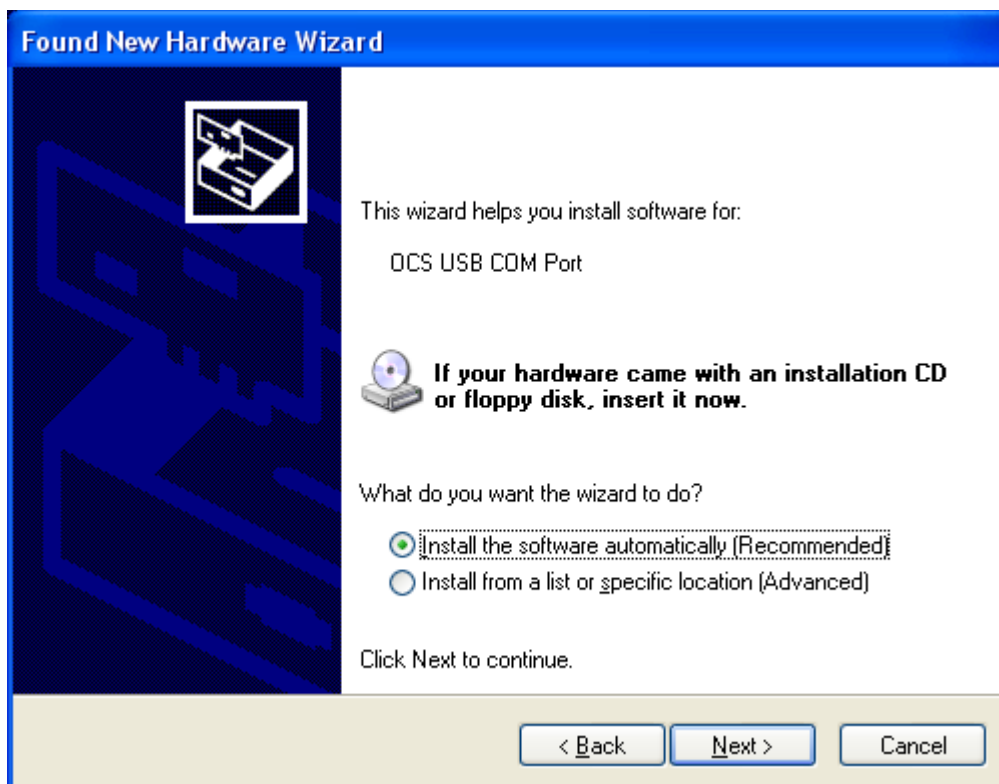 Found New Hardware Wizard
This wizard helps you install software for:
OCS USB COM Port
If your hardware came with an installation CD
or floppy disk, insert it now.
What do you want the wizard to do?
Install the software automatically (Recommended)
Install from a list or specific location (Advanced)
Click Next to continue.
< Back
Next >
Cancel